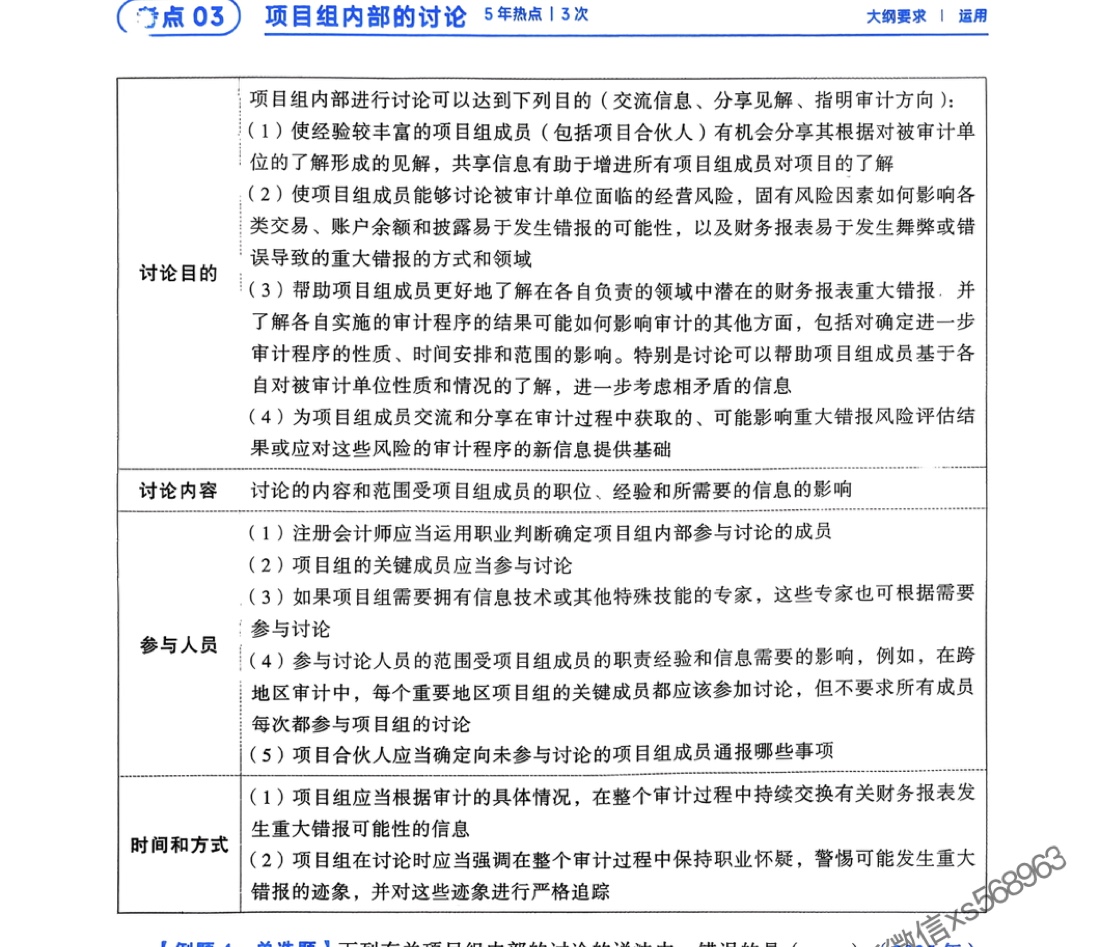 考点 03 项目组内部的讨论 5年热点 | 3次 大纲要求 | 运用
项目组内部进行讨论可以达到下列目的（交流信息、分享见解、指明审计方向）：
（1）使经验较丰富的项目组成员（包括项目合伙人）有机会分享其根据对被审计单
位的了解形成的见解，共享信息有助于增进所有项目组成员对项目的了解
（2）使项目组成员能够讨论被审计单位面临的经营风险，固有风险因素如何影响各
类交易、账户余额和披露易于发生错报的可能性，以及财务报表易于发生舞弊或错
误导致的重大错报的方式和领域
讨论目的
（3）帮助项目组成员更好地了解在各自负责的领域中潜在的财务报表重大错报，并
了解各自实施的审计程序的结果可能如何影响审计的其他方面，包括对确定进一步
审计程序的性质、时间安排和范围的影响。特别是讨论可以帮助项目组成员基于各
自对被审计单位性质和情况的了解，进一步考虑相矛盾的信息
（4）为项目组成员交流和分享在审计过程中获取的、可能影响重大错报风险评估结
果或应对这些风险的审计程序的新信息提供基础
讨论内容 讨论的内容和范围受项目组成员的职位、经验和所需要的信息的影响
（1）注册会计师应当运用职业判断确定项目组内部参与讨论的成员
（2）项目组的关键成员应当参与讨论
（3）如果项目组需要拥有信息技术或其他特殊技能的专家，这些专家也可根据需要
参与讨论
参与人员
（4）参与讨论人员的范围受项目组成员的职责经验和信息需要的影响，例如，在跨
地区审计中，每个重要地区项目组的关键成员都应该参加讨论，但不要求所有成员
每次都参与项目组的讨论
（5）项目合伙人应当确定向未参与讨论的项目组成员通报哪些事项
（1）项目组应当根据审计的具体情况，在整个审计过程中持续交换有关财务报表发
生重大错报可能性的信息
时间和方式
（2）项目组在讨论时应当强调在整个审计过程中保持职业怀疑，警惕可能发生重大
错报的迹象，并对这些迹象进行严格追踪
微信xs568963
【例题1·单选题】下列有关项目组内部的讨论的说法中，错误的是（